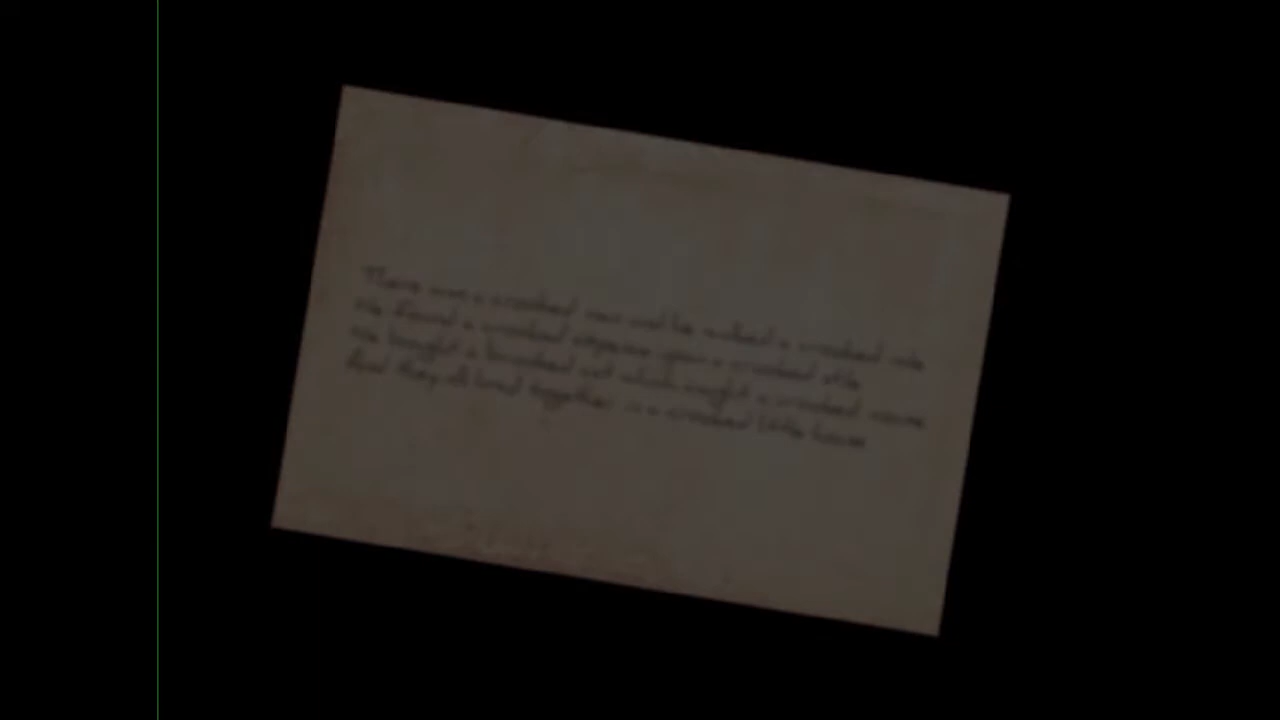 There was a crooked man and he walked a crooked mile
He found a crooked sixpence upon a crooked stile
He bought a crooked cat which caught a crooked mouse
And they all lived together in a crooked little house